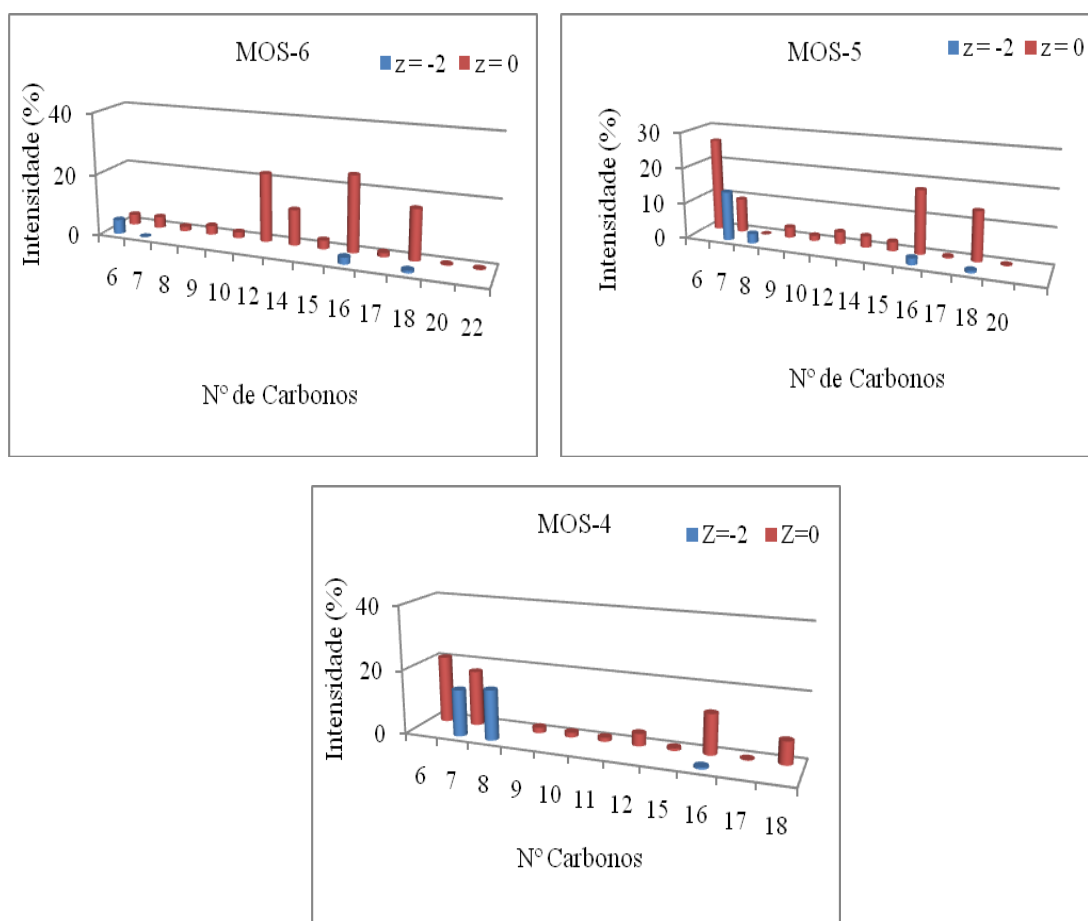 MOS-6
z= -2 z= 0
Intensidade (%)
40
20
0
6 7 8 9 10 12 14 15 16 17 18 20 22
Nº de Carbonos
MOS-5
z= -2 z= 0
Intensidade (%)
30
20
10
0
6 7 8 9 10 12 14 15 16 17 18 20
Nº de Carbonos
MOS-4
Z=-2 Z=0
Intensidade (%)
40
20
0
6 7 8 9 10 11 12 15 16 17 18
Nº Carbonos